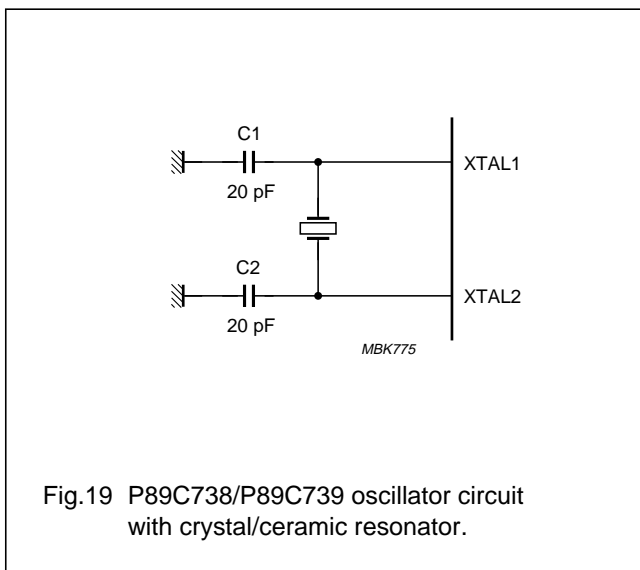 C1
XTAL1
20 pF
C2
XTAL2
20 pF
MBK775
Fig.19 P89C738/P89C739 oscillator circuit
with crystal/ceramic resonator.